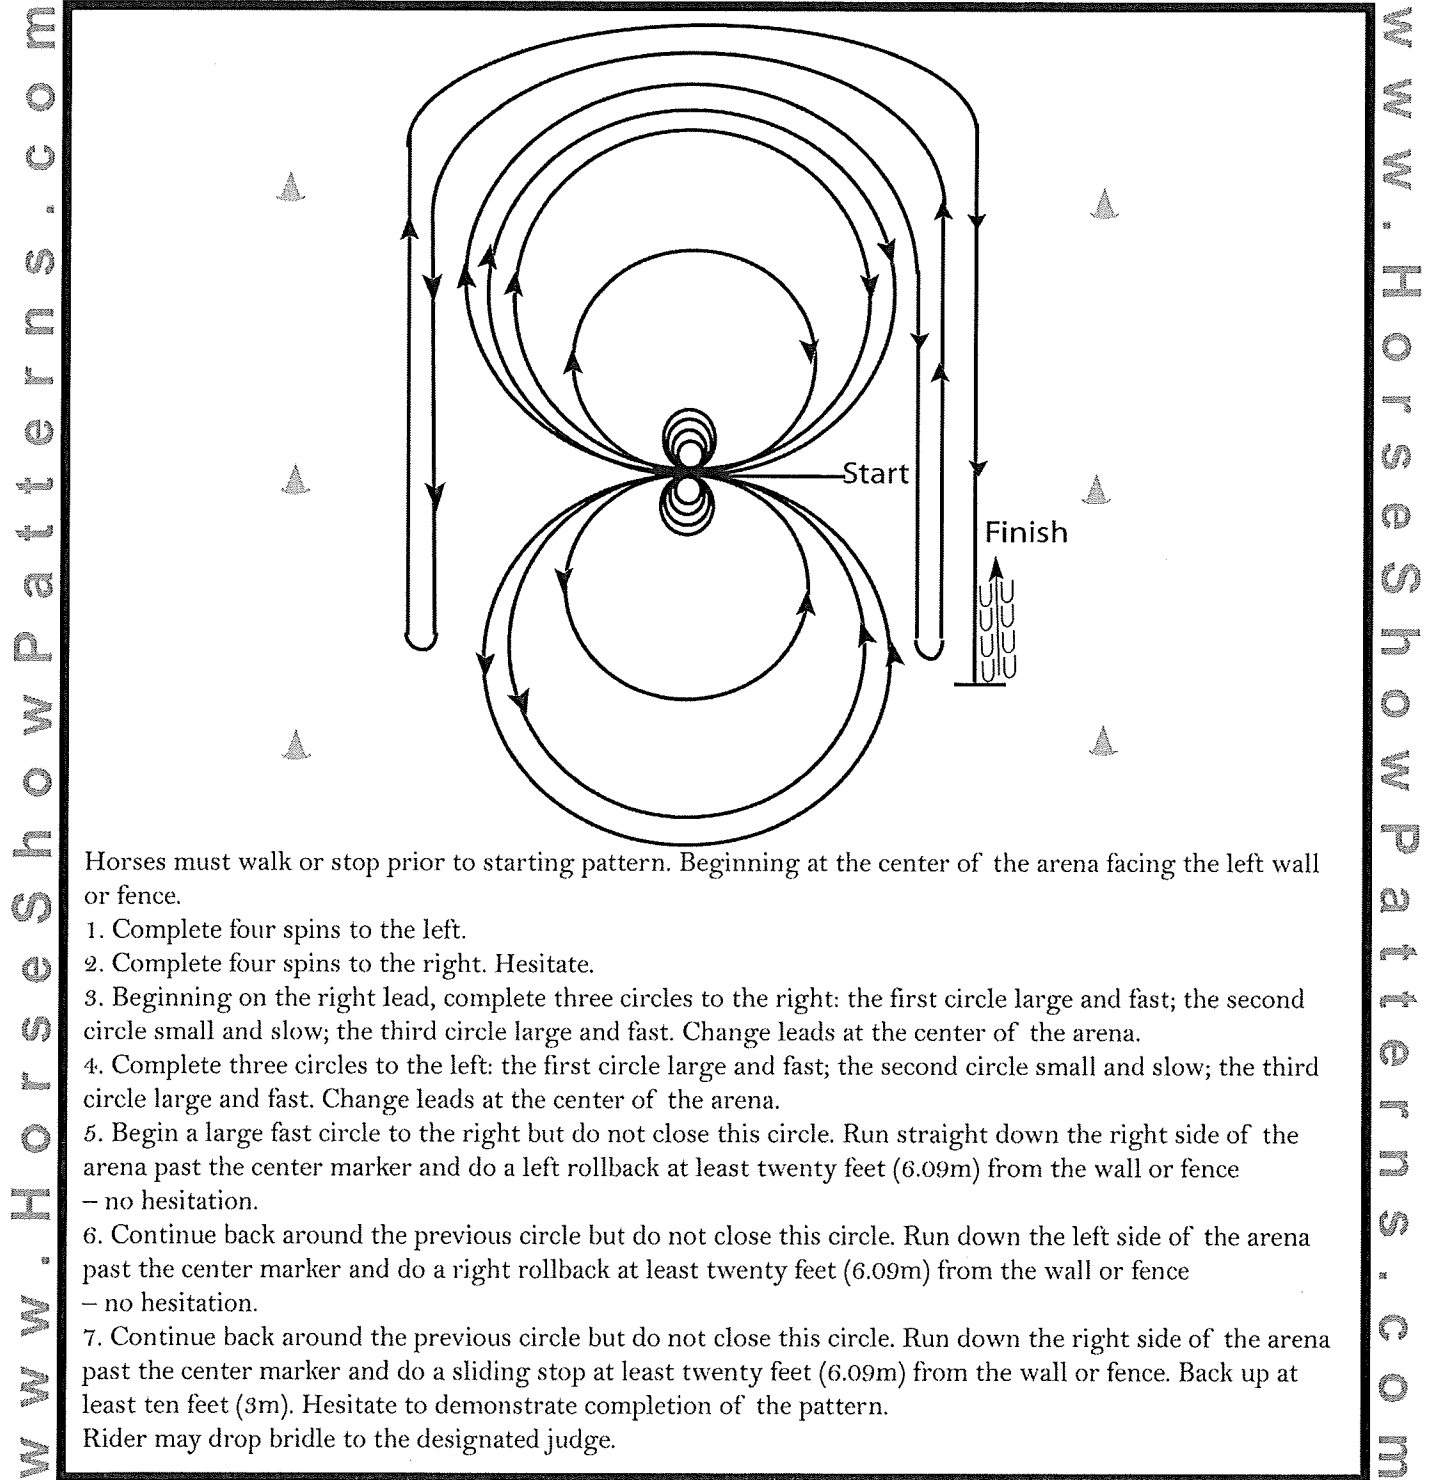 www.HorseShowPatterns.com
Start
Finish
Horses must walk or stop prior to starting pattern. Beginning at the center of the arena facing the left wall
or fence.
1. Complete four spins to the left.
2. Complete four spins to the right. Hesitate.
3. Beginning on the right lead, complete three circles to the right: the first circle large and fast; the second
circle small and slow; the third circle large and fast. Change leads at the center of the arena.
4. Complete three circles to the left: the first circle large and fast; the second circle small and slow; the third
circle large and fast. Change leads at the center of the arena.
5. Begin a large fast circle to the right but do not close this circle. Run straight down the right side of the
arena past the center marker and do a left rollback at least twenty feet (6.09m) from the wall or fence
– no hesitation.
6. Continue back around the previous circle but do not close this circle. Run down the left side of the arena
past the center marker and do a right rollback at least twenty feet (6.09m) from the wall or fence
– no hesitation.
7. Continue back around the previous circle but do not close this circle. Run down the right side of the arena
past the center marker and do a sliding stop at least twenty feet (6.09m) from the wall or fence. Back up at
least ten feet (3m). Hesitate to demonstrate completion of the pattern.
Rider may drop bridle to the designated judge.
www.HorseShowPatterns.com